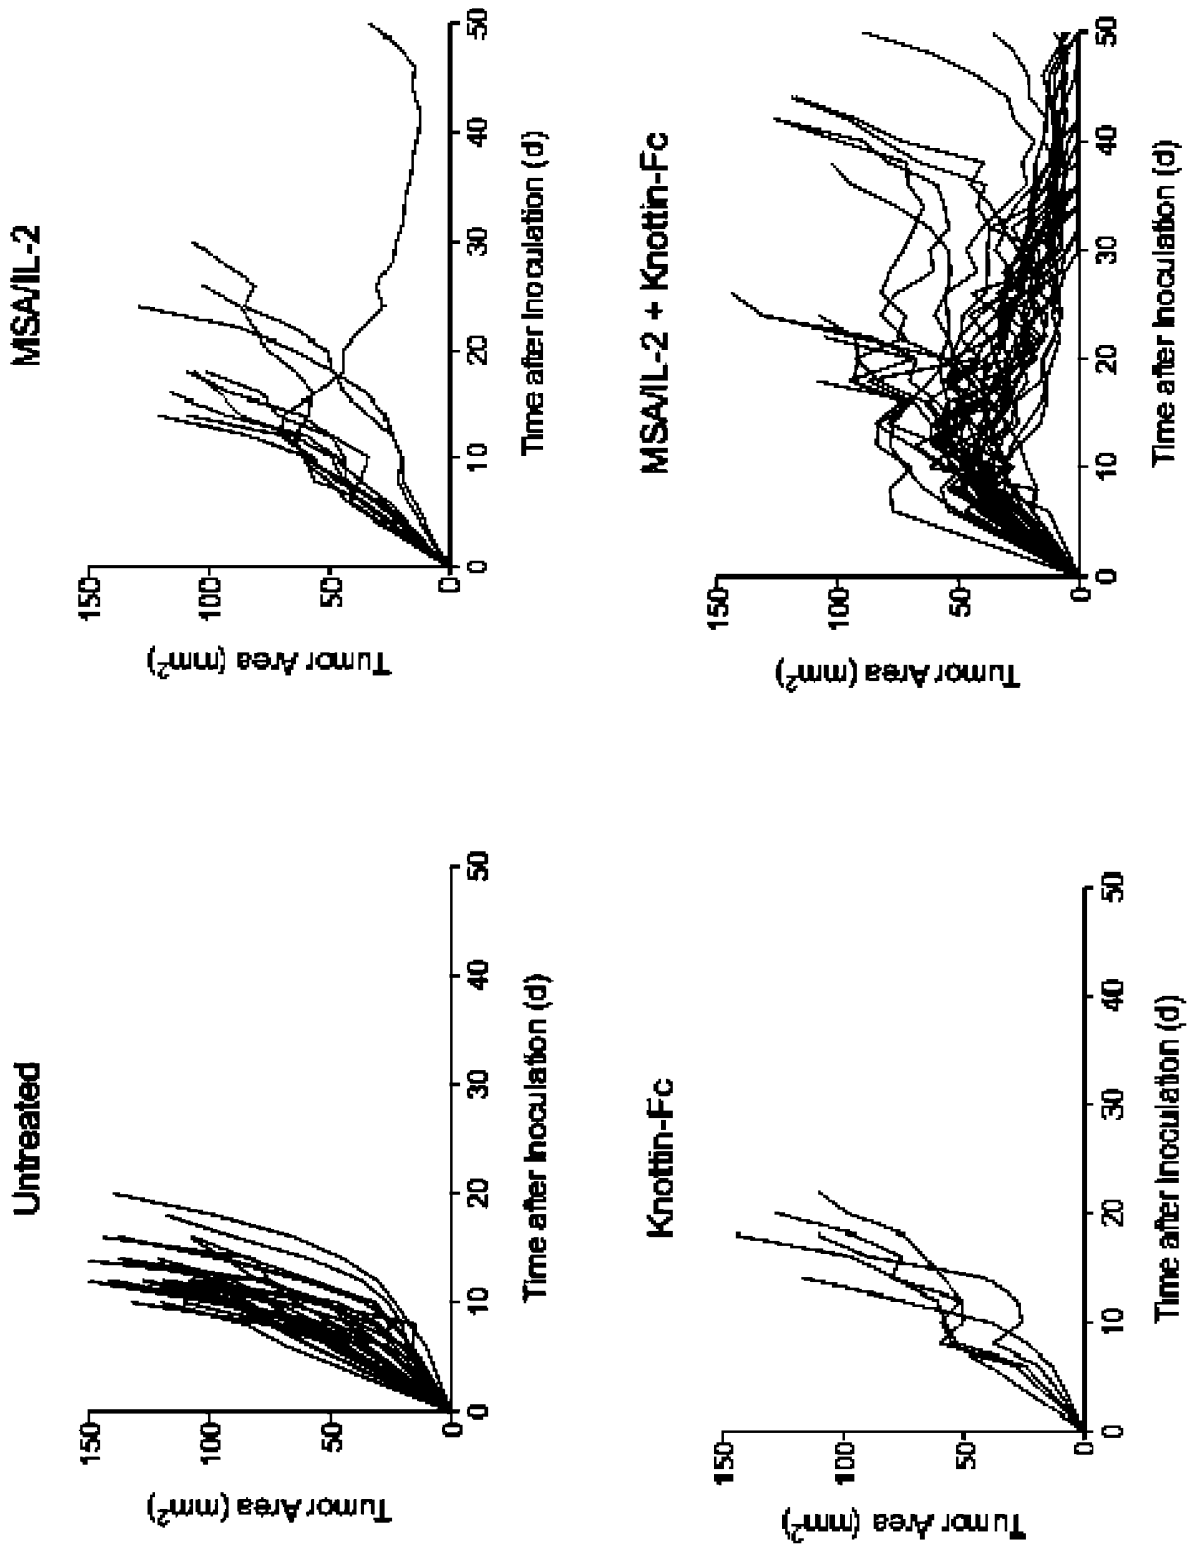 Untreated
150
100
50
0
Tumor Area (mm²)
0 10 20 30 40 50
Time after Inoculation (d)
MSA/IL-2
150
100
50
0
Tumor Area (mm²)
0 10 20 30 40 50
Time after Inoculation (d)
Knottin-Fc
150
100
50
0
Tumor Area (mm²)
0 10 20 30 40 50
Time after Inoculation (d)
MSA/IL-2 + Knottin-Fc
150
100
50
0
Tumor Area (mm²)
0 10 20 30 40 50
Time after Inoculation (d)